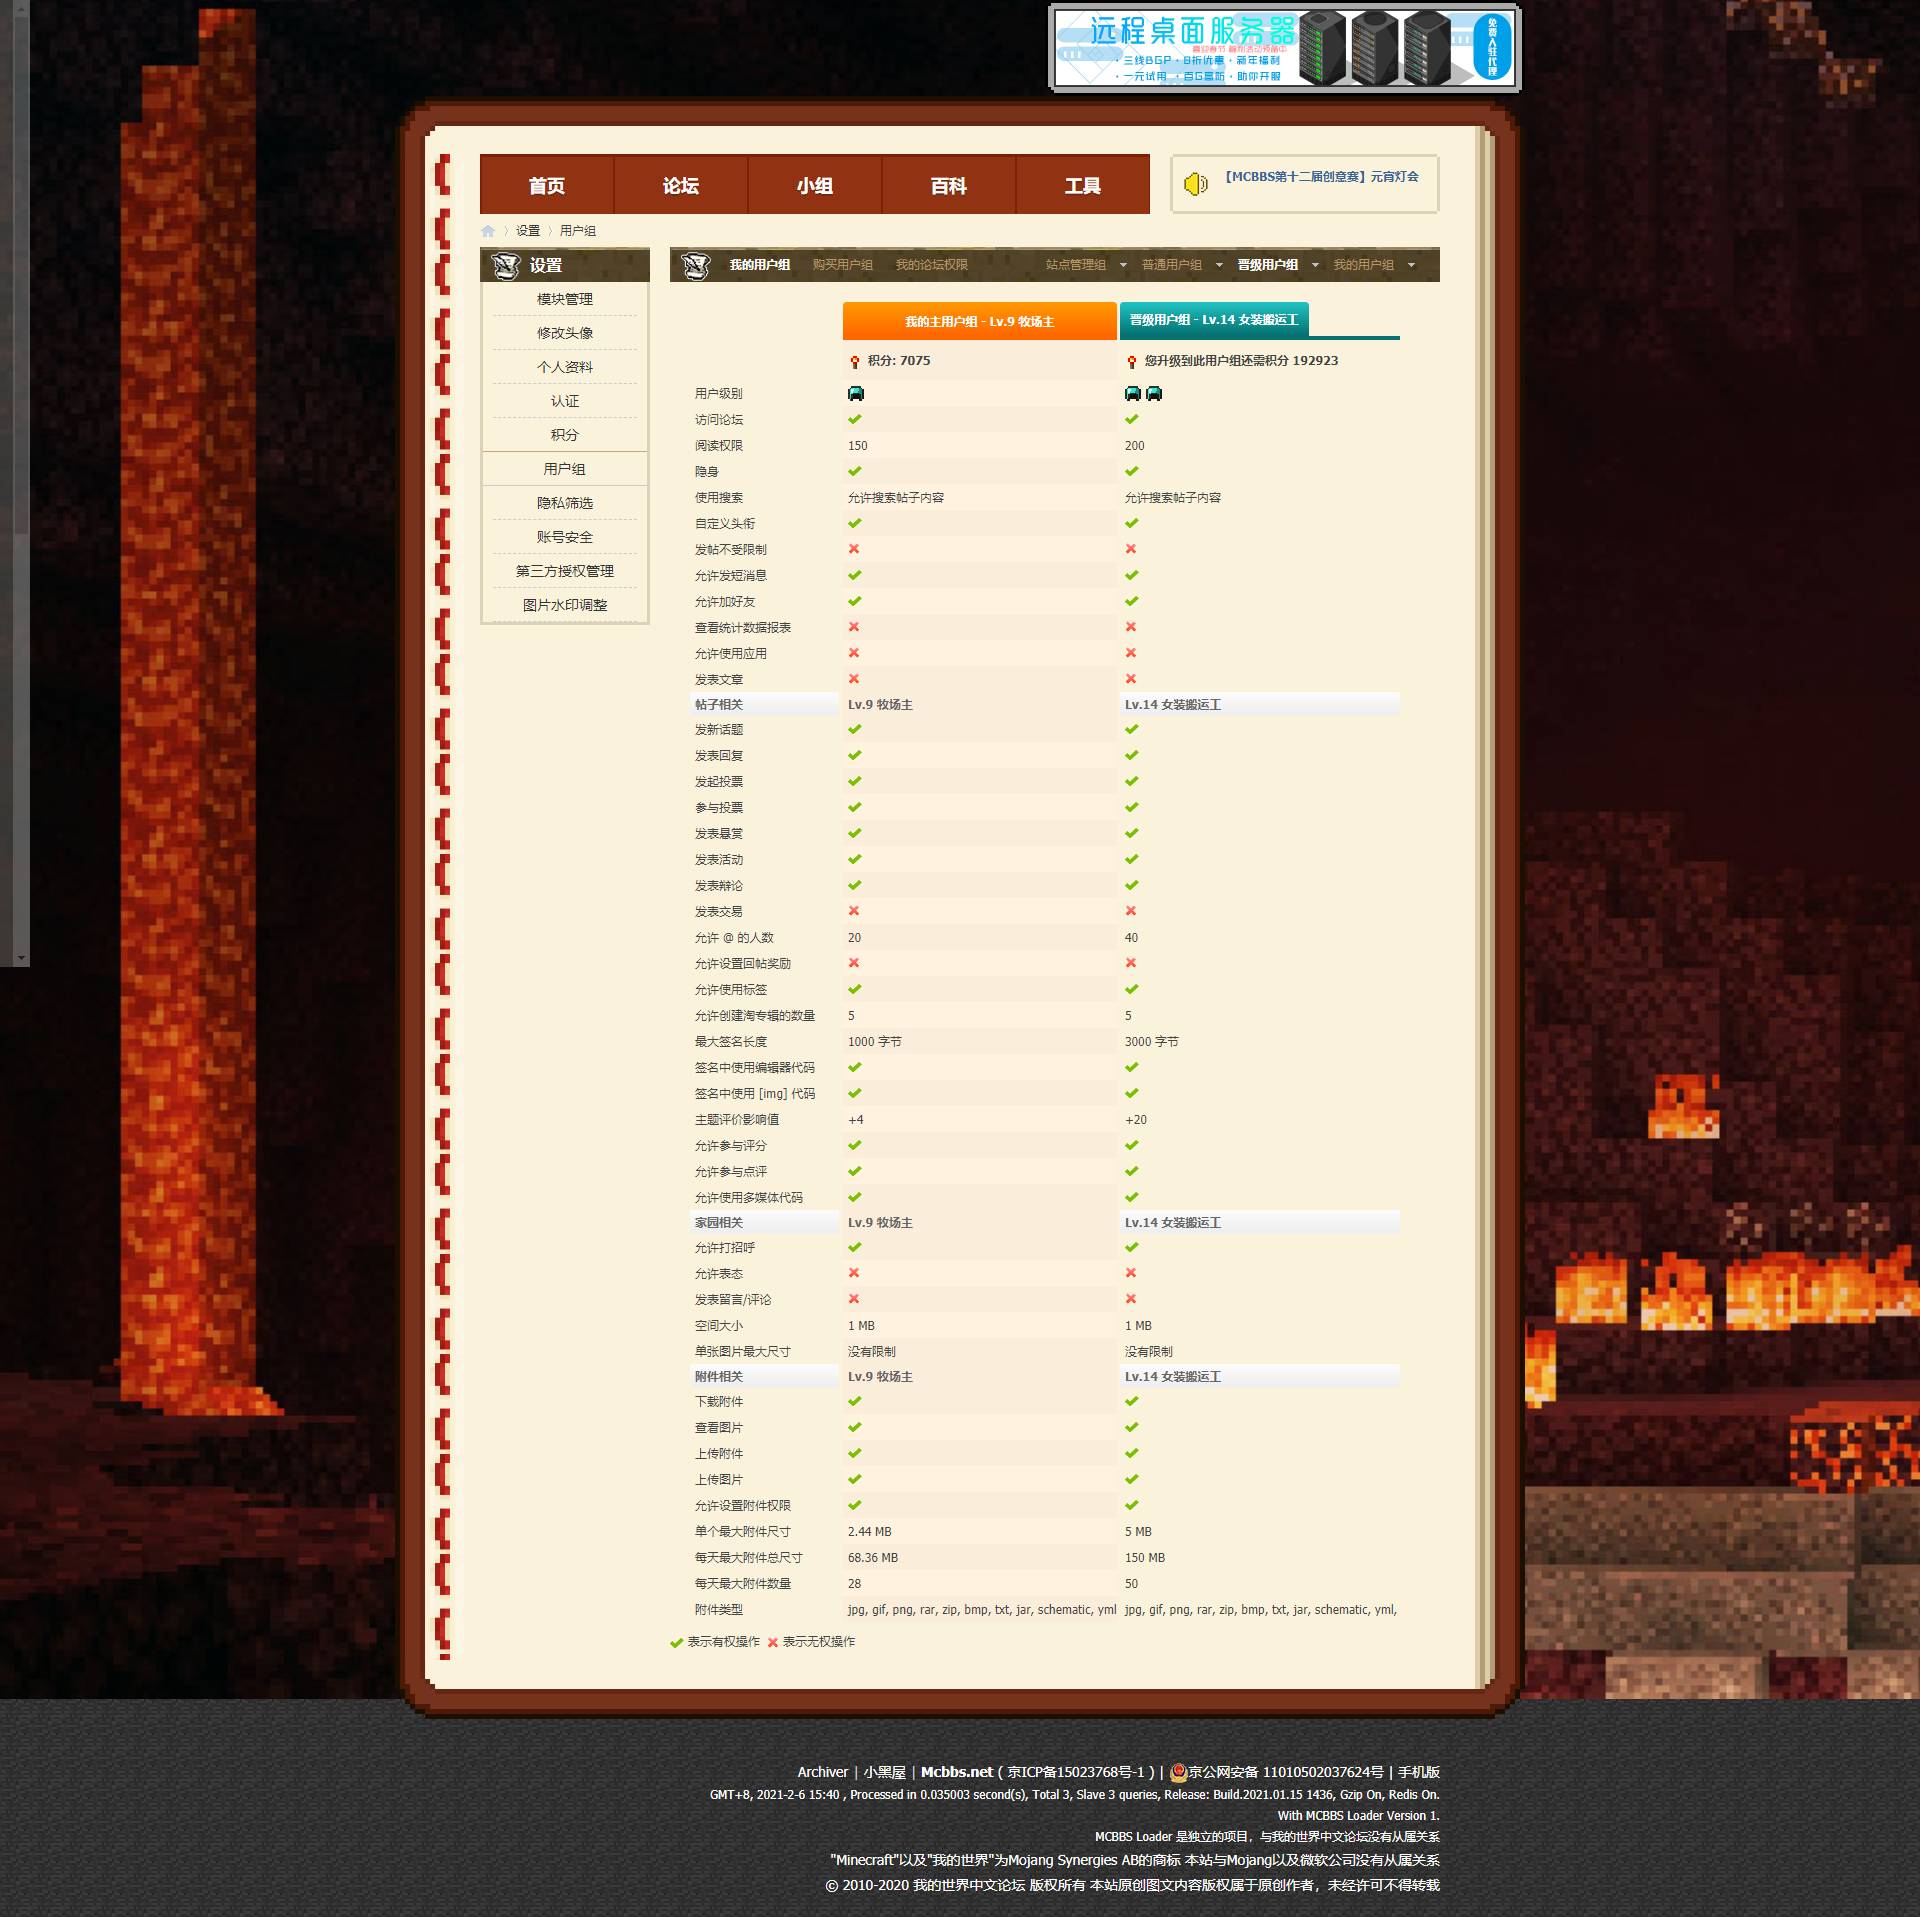 远程桌面服务器
喜迎春节 福利活动预备中
· 三线BGP · 8折优惠 · 新年福利
· 一元试用 · 百G高防 · 助你开服
免费入驻代理
首页 论坛 小组 百科 工具
【MCBBS第十二届创意赛】元宵灯会
设置 用户组
设置
模块管理
修改头像
个人资料
认证
积分
用户组
隐私筛选
账号安全
第三方授权管理
图片水印调整
我的用户组 购买用户组 我的论坛权限 站点管理组 普通用户组 晋级用户组 我的用户组
我的主用户组 - Lv.9 牧场主 晋级用户组 - Lv.14 女装搬运工
积分: 7075 您升级到此用户组还需积分 192923
用户级别
访问论坛
阅读权限 150 200
隐身
使用搜索 允许搜索帖子内容 允许搜索帖子内容
自定义头衔
发帖不受限制
允许发短消息
允许加好友
查看统计数据报表
允许使用应用
发表文章
帖子相关 Lv.9 牧场主 Lv.14 女装搬运工
发新话题
发表回复
发起投票
参与投票
发表悬赏
发表活动
发表辩论
发表交易
允许 @ 的人数 20 40
允许设置回帖奖励
允许使用标签
允许创建淘专辑的数量 5 5
最大签名长度 1000 字节 3000 字节
签名中使用编辑器代码
签名中使用 [img] 代码
主题评价影响值 +4 +20
允许参与评分
允许参与点评
允许使用多媒体代码
家园相关 Lv.9 牧场主 Lv.14 女装搬运工
允许打招呼
允许表态
发表留言/评论
空间大小 1 MB 1 MB
单张图片最大尺寸 没有限制 没有限制
附件相关 Lv.9 牧场主 Lv.14 女装搬运工
下载附件
查看图片
上传附件
上传图片
允许设置附件权限
单个最大附件尺寸 2.44 MB 5 MB
每天最大附件总尺寸 68.36 MB 150 MB
每天最大附件数量 28 50
附件类型 jpg, gif, png, rar, zip, bmp, txt, jar, schematic, yml jpg, gif, png, rar, zip, bmp, txt, jar, schematic, yml,
表示有权操作 表示无权操作
Archiver | 小黑屋 | Mcbbs.net ( 京ICP备15023768号-1 ) | 京公网安备 11010502037624号 | 手机版
GMT+8, 2021-2-6 15:40 , Processed in 0.035003 second(s), Total 3, Slave 3 queries, Release: Build.2021.01.15 1436, Gzip On, Redis On.
With MCBBS Loader Version 1.
MCBBS Loader 是独立的项目，与我的世界中文论坛没有从属关系
"Minecraft"以及"我的世界"为Mojang Synergies AB的商标 本站与Mojang以及微软公司没有从属关系
© 2010-2020 我的世界中文论坛 版权所有 本站原创图文内容版权属于原创作者，未经许可不得转载